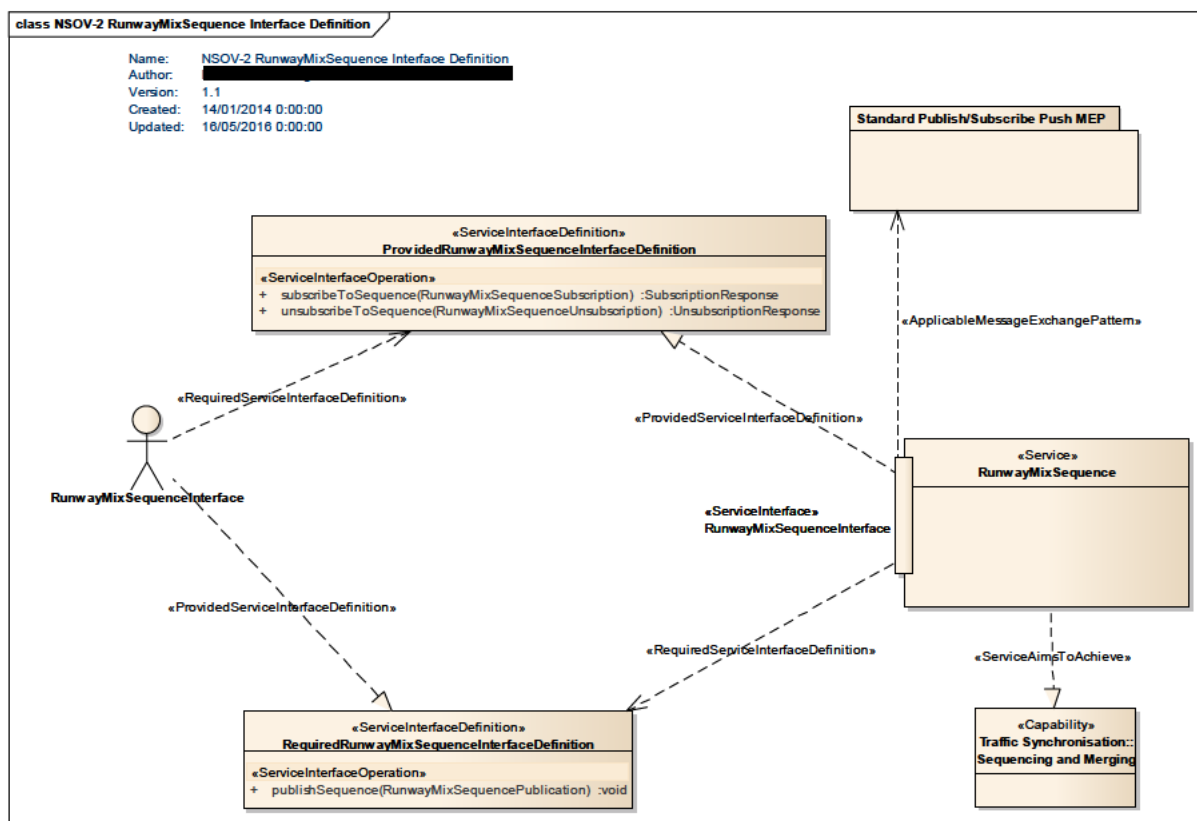 class NSOV-2 RunwayMixSequence Interface Definition
Name: NSOV-2 RunwayMixSequence Interface Definition
Author:
Version: 1.1
Created: 14/01/2014 0:00:00
Updated: 16/05/2016 0:00:00
Standard Publish/Subscribe Push MEP
«ServiceInterfaceDefinition»
ProvidedRunwayMixSequenceInterfaceDefinition
«ServiceInterfaceOperation»
+ subscribeToSequence(RunwayMixSequenceSubscription) :SubscriptionResponse
+ unsubscribeToSequence(RunwayMixSequenceUnsubscription) :UnsubscriptionResponse
«ApplicableMessageExchangePattern»
«RequiredServiceInterfaceDefinition»
«ProvidedServiceInterfaceDefinition»
RunwayMixSequenceInterface
«Service»
RunwayMixSequence
«ServiceInterface»
RunwayMixSequenceInterface
«ProvidedServiceInterfaceDefinition»
«RequiredServiceInterfaceDefinition»
«ServiceAimsToAchieve»
«ServiceInterfaceDefinition»
RequiredRunwayMixSequenceInterfaceDefinition
«ServiceInterfaceOperation»
+ publishSequence(RunwayMixSequencePublication) :void
«Capability»
Traffic Synchronisation::
Sequencing and Merging